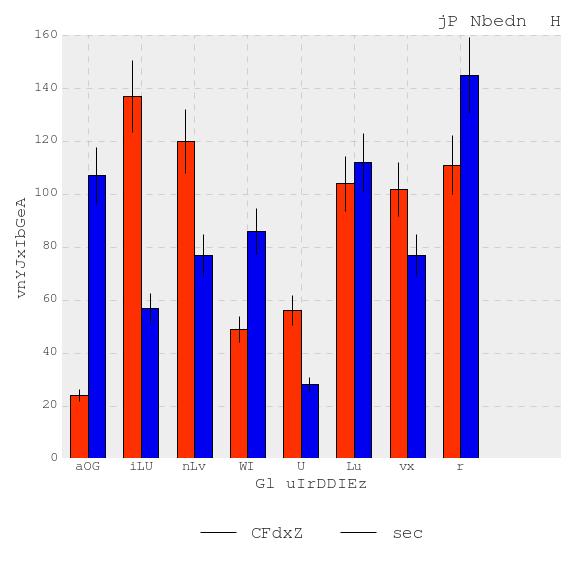 jP Nbedn  H
160
140
120
100
80
60
40
20
0
vnYJxIbGeA
aOG iLU nLv WI U Lu vx r
Gl uIrDDIEz
CFdxZ sec